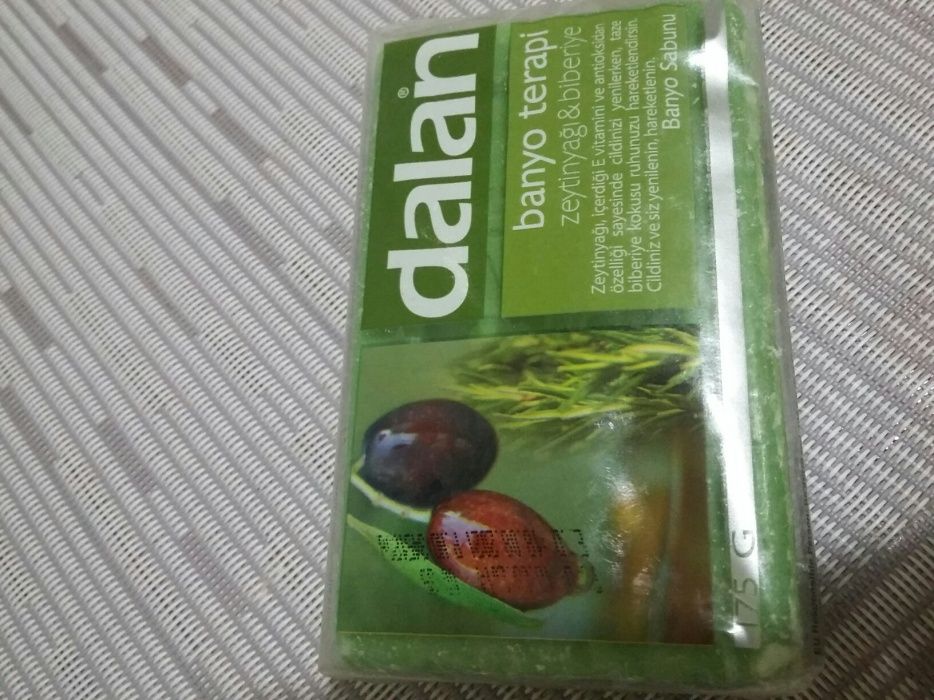 dalan®
banyo terapi
zeytinyağı & biberiye
Zeytinyağı, içerdiği E vitamini ve antioksidan
özelliği sayesinde cildinizi yenilerken, taze
biberiye kokusu ruhunuzu hareketlendirsin.
Cildiniz ve siz yenilenin, hareketlenin.
Banyo Sabunu
175 G